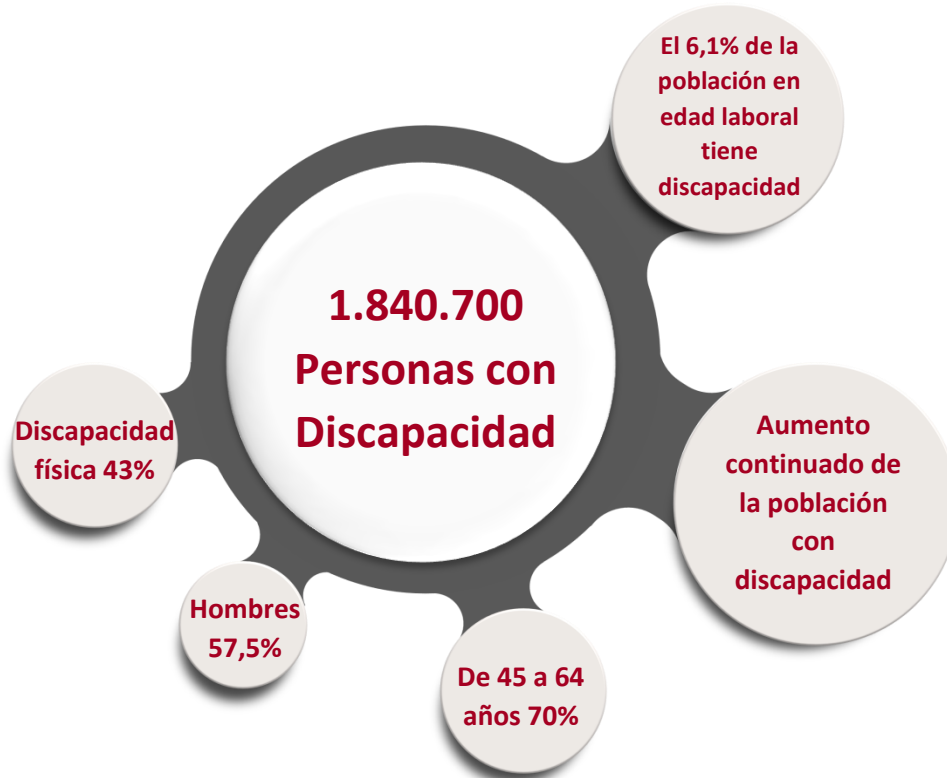 El 6,1% de la
población en
edad laboral
tiene
discapacidad
1.840.700
Personas con
Discapacidad
Discapacidad
física 43%
Aumento
continuado de
la población
con
discapacidad
Hombres
57,5%
De 45 a 64
años 70%